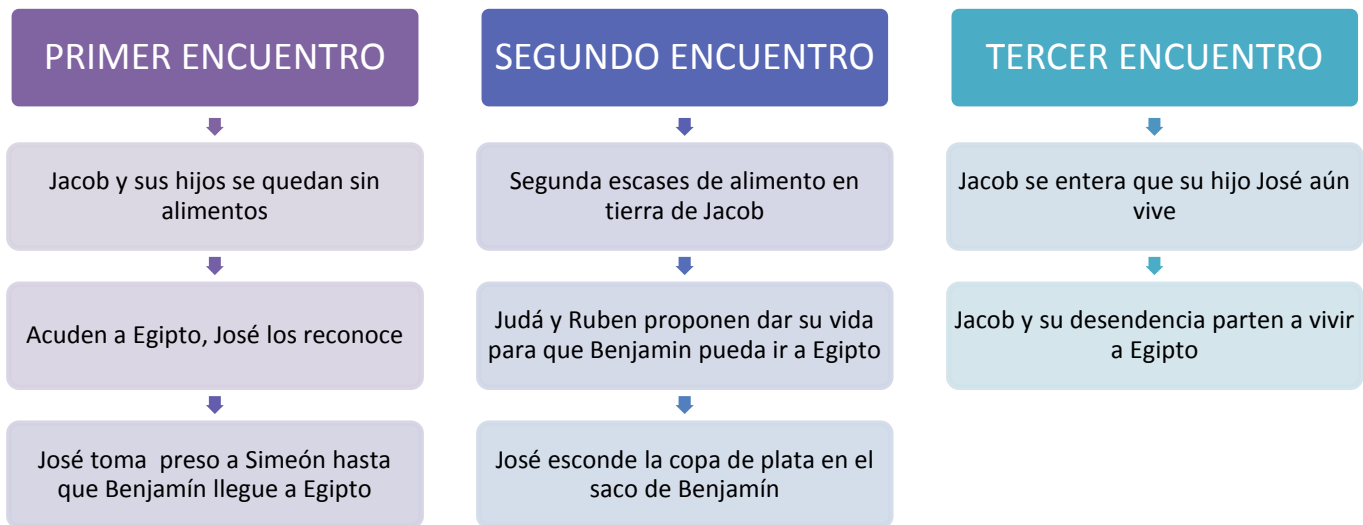 PRIMER ENCUENTRO
Jacob y sus hijos se quedan sin
alimentos
Acuden a Egipto, José los reconoce
José toma  preso a Simeón hasta
que Benjamín llegue a Egipto
SEGUNDO ENCUENTRO
Segunda escases de alimento en
tierra de Jacob
Judá y Ruben proponen dar su vida
para que Benjamin pueda ir a Egipto
José esconde la copa de plata en el
saco de Benjamín
TERCER ENCUENTRO
Jacob se entera que su hijo José aún
vive
Jacob y su desendencia parten a vivir
a Egipto